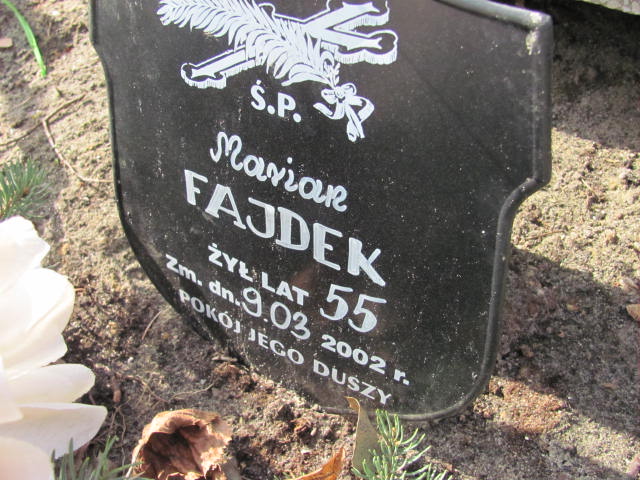 Ś.P.
Marian
FAJDEK
ŻYŁ LAT 55
Zm. dn. 9.03 2002 r.
POKÓJ JEGO DUSZY